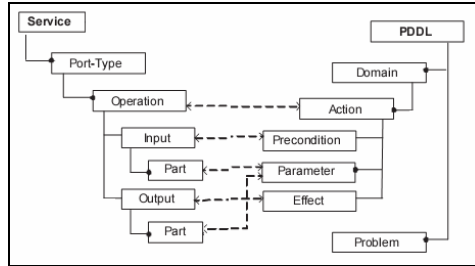 Service
PDDL
Port-Type
Domain
Operation
Action
Input
Precondition
Part
Parameter
Output
Effect
Part
Problem